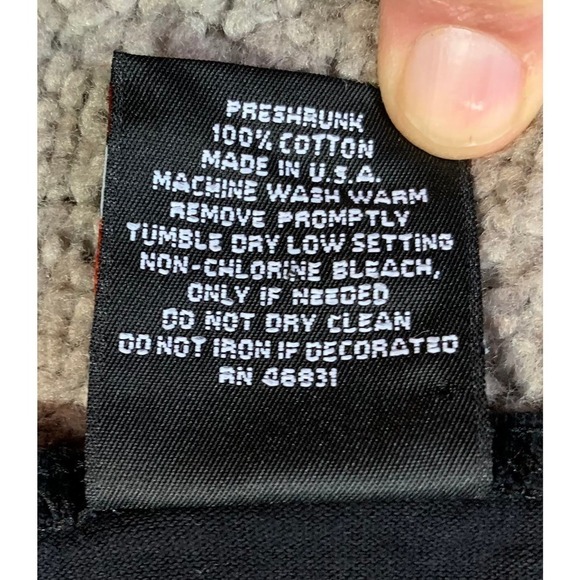 PRESHRUNK
100% COTTON
MADE IN U.S.A.
MACHINE WASH WARM
REMOVE PROMPTLY
TUMBLE DRY LOW SETTING
NON-CHLORINE BLEACH,
ONLY IF NEEDED
DO NOT DRY CLEAN
DO NOT IRON IF DECORATED
RN 46831